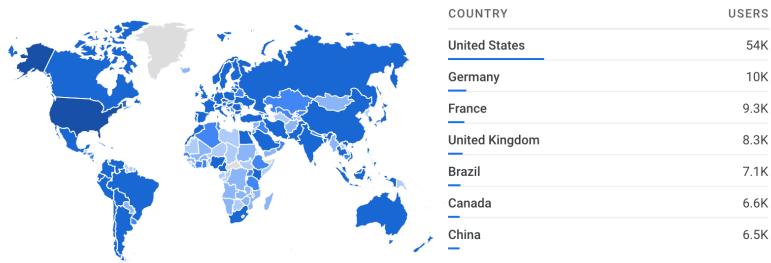 COUNTRY USERS
United States 54K
Germany 10K
France 9.3K
United Kingdom 8.3K
Brazil 7.1K
Canada 6.6K
China 6.5K